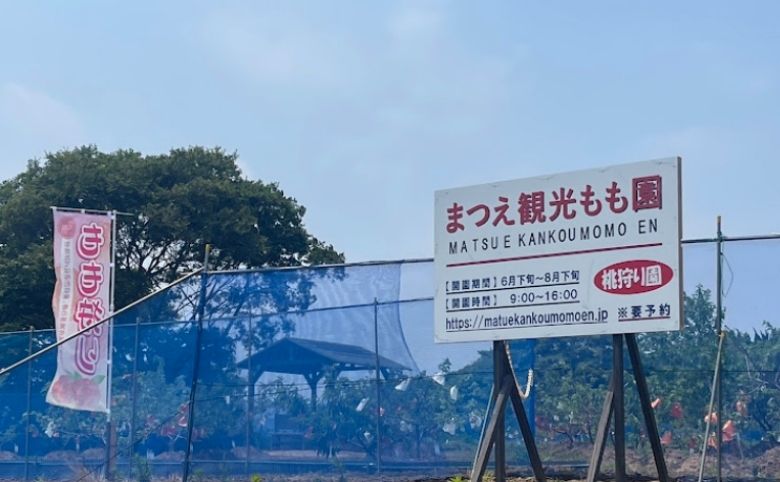 まつえ観光もも園
MATSUE KANKOUMOMO EN
【開園期間】6月下旬～8月下旬
【開園時間】 9:00～16:00
桃狩り園
https://matuekankoumomoen.jp ※要予約
もも狩り